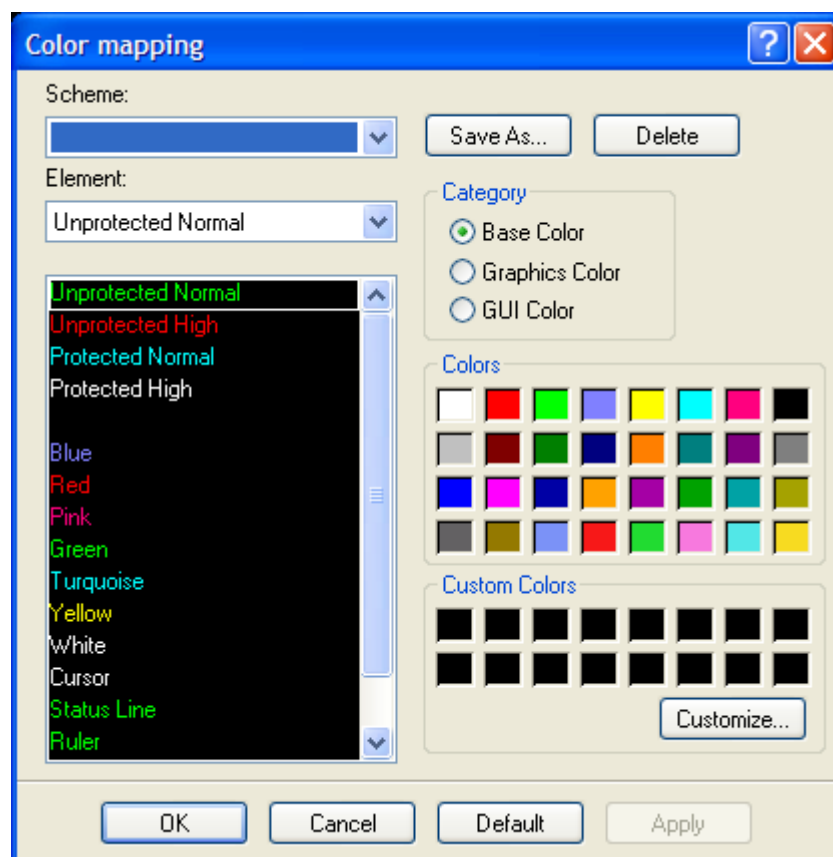 Color mapping
Scheme:
Save As...
Delete
Element:
Unprotected Normal
Category
Base Color
Graphics Color
GUI Color
Unprotected Normal
Unprotected High
Protected Normal
Protected High
Blue
Red
Pink
Green
Turquoise
Yellow
White
Cursor
Status Line
Ruler
Colors
Custom Colors
Customize...
OK
Cancel
Default
Apply